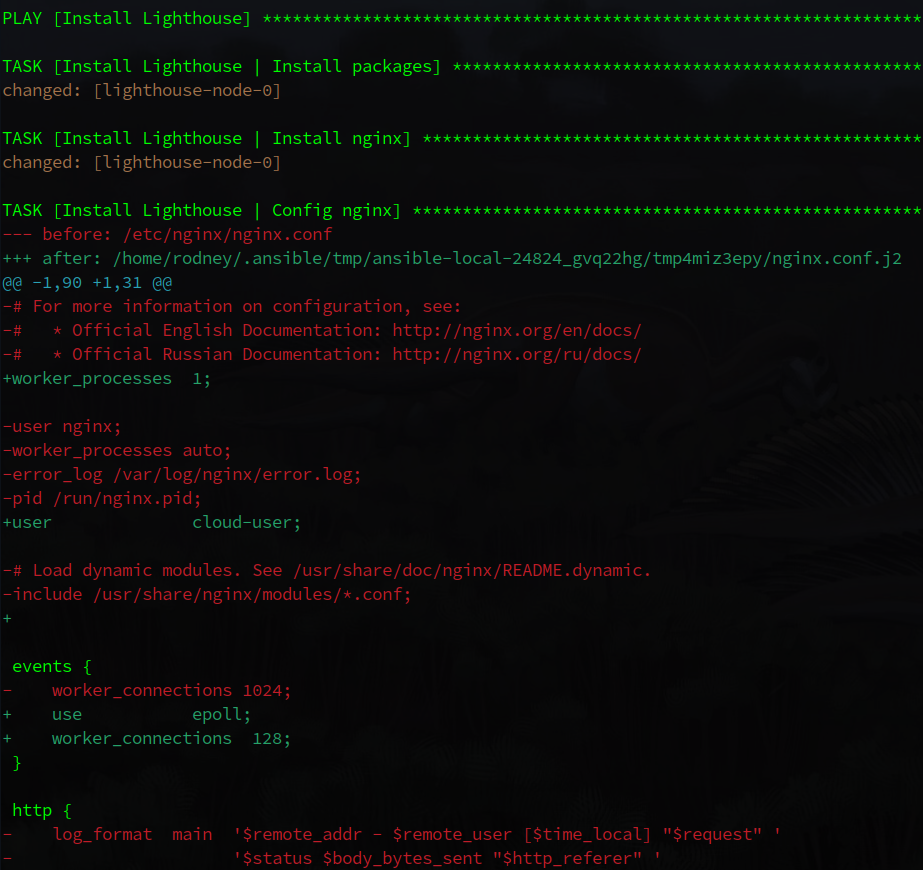 PLAY [Install Lighthouse] ******************************************************************
TASK [Install Lighthouse | Install packages] ***********************************************
changed: [lighthouse-node-0]
TASK [Install Lighthouse | Install nginx] **************************************************
changed: [lighthouse-node-0]
TASK [Install Lighthouse | Config nginx] ***************************************************
--- before: /etc/nginx/nginx.conf
+++ after: /home/rodney/.ansible/tmp/ansible-local-24824_gvq22hg/tmp4miz3epy/nginx.conf.j2
@@ -1,90 +1,31 @@
-# For more information on configuration, see:
-#   * Official English Documentation: http://nginx.org/en/docs/
-#   * Official Russian Documentation: http://nginx.org/ru/docs/
+worker_processes  1;
-user nginx;
-worker_processes auto;
-error_log /var/log/nginx/error.log;
-pid /run/nginx.pid;
+user              cloud-user;
-# Load dynamic modules. See /usr/share/doc/nginx/README.dynamic.
-include /usr/share/nginx/modules/*.conf;
+
 events {
-    worker_connections 1024;
+    use           epoll;
+    worker_connections  128;
 }
 http {
-    log_format  main  '$remote_addr - $remote_user [$time_local] "$request" '
-                      '$status $body_bytes_sent "$http_referer" '